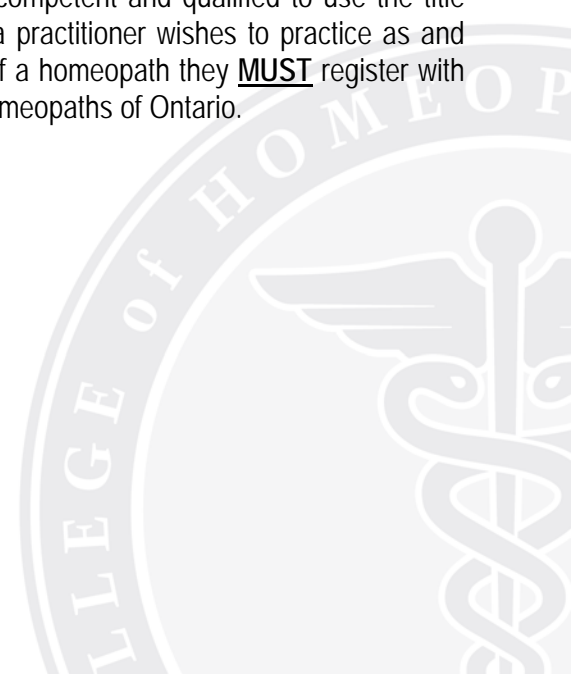 competent and qualified to use the title
a practitioner wishes to practice as and
f a homeopath they MUST register with
meopaths of Ontario.
LLEGE of HOMEOP